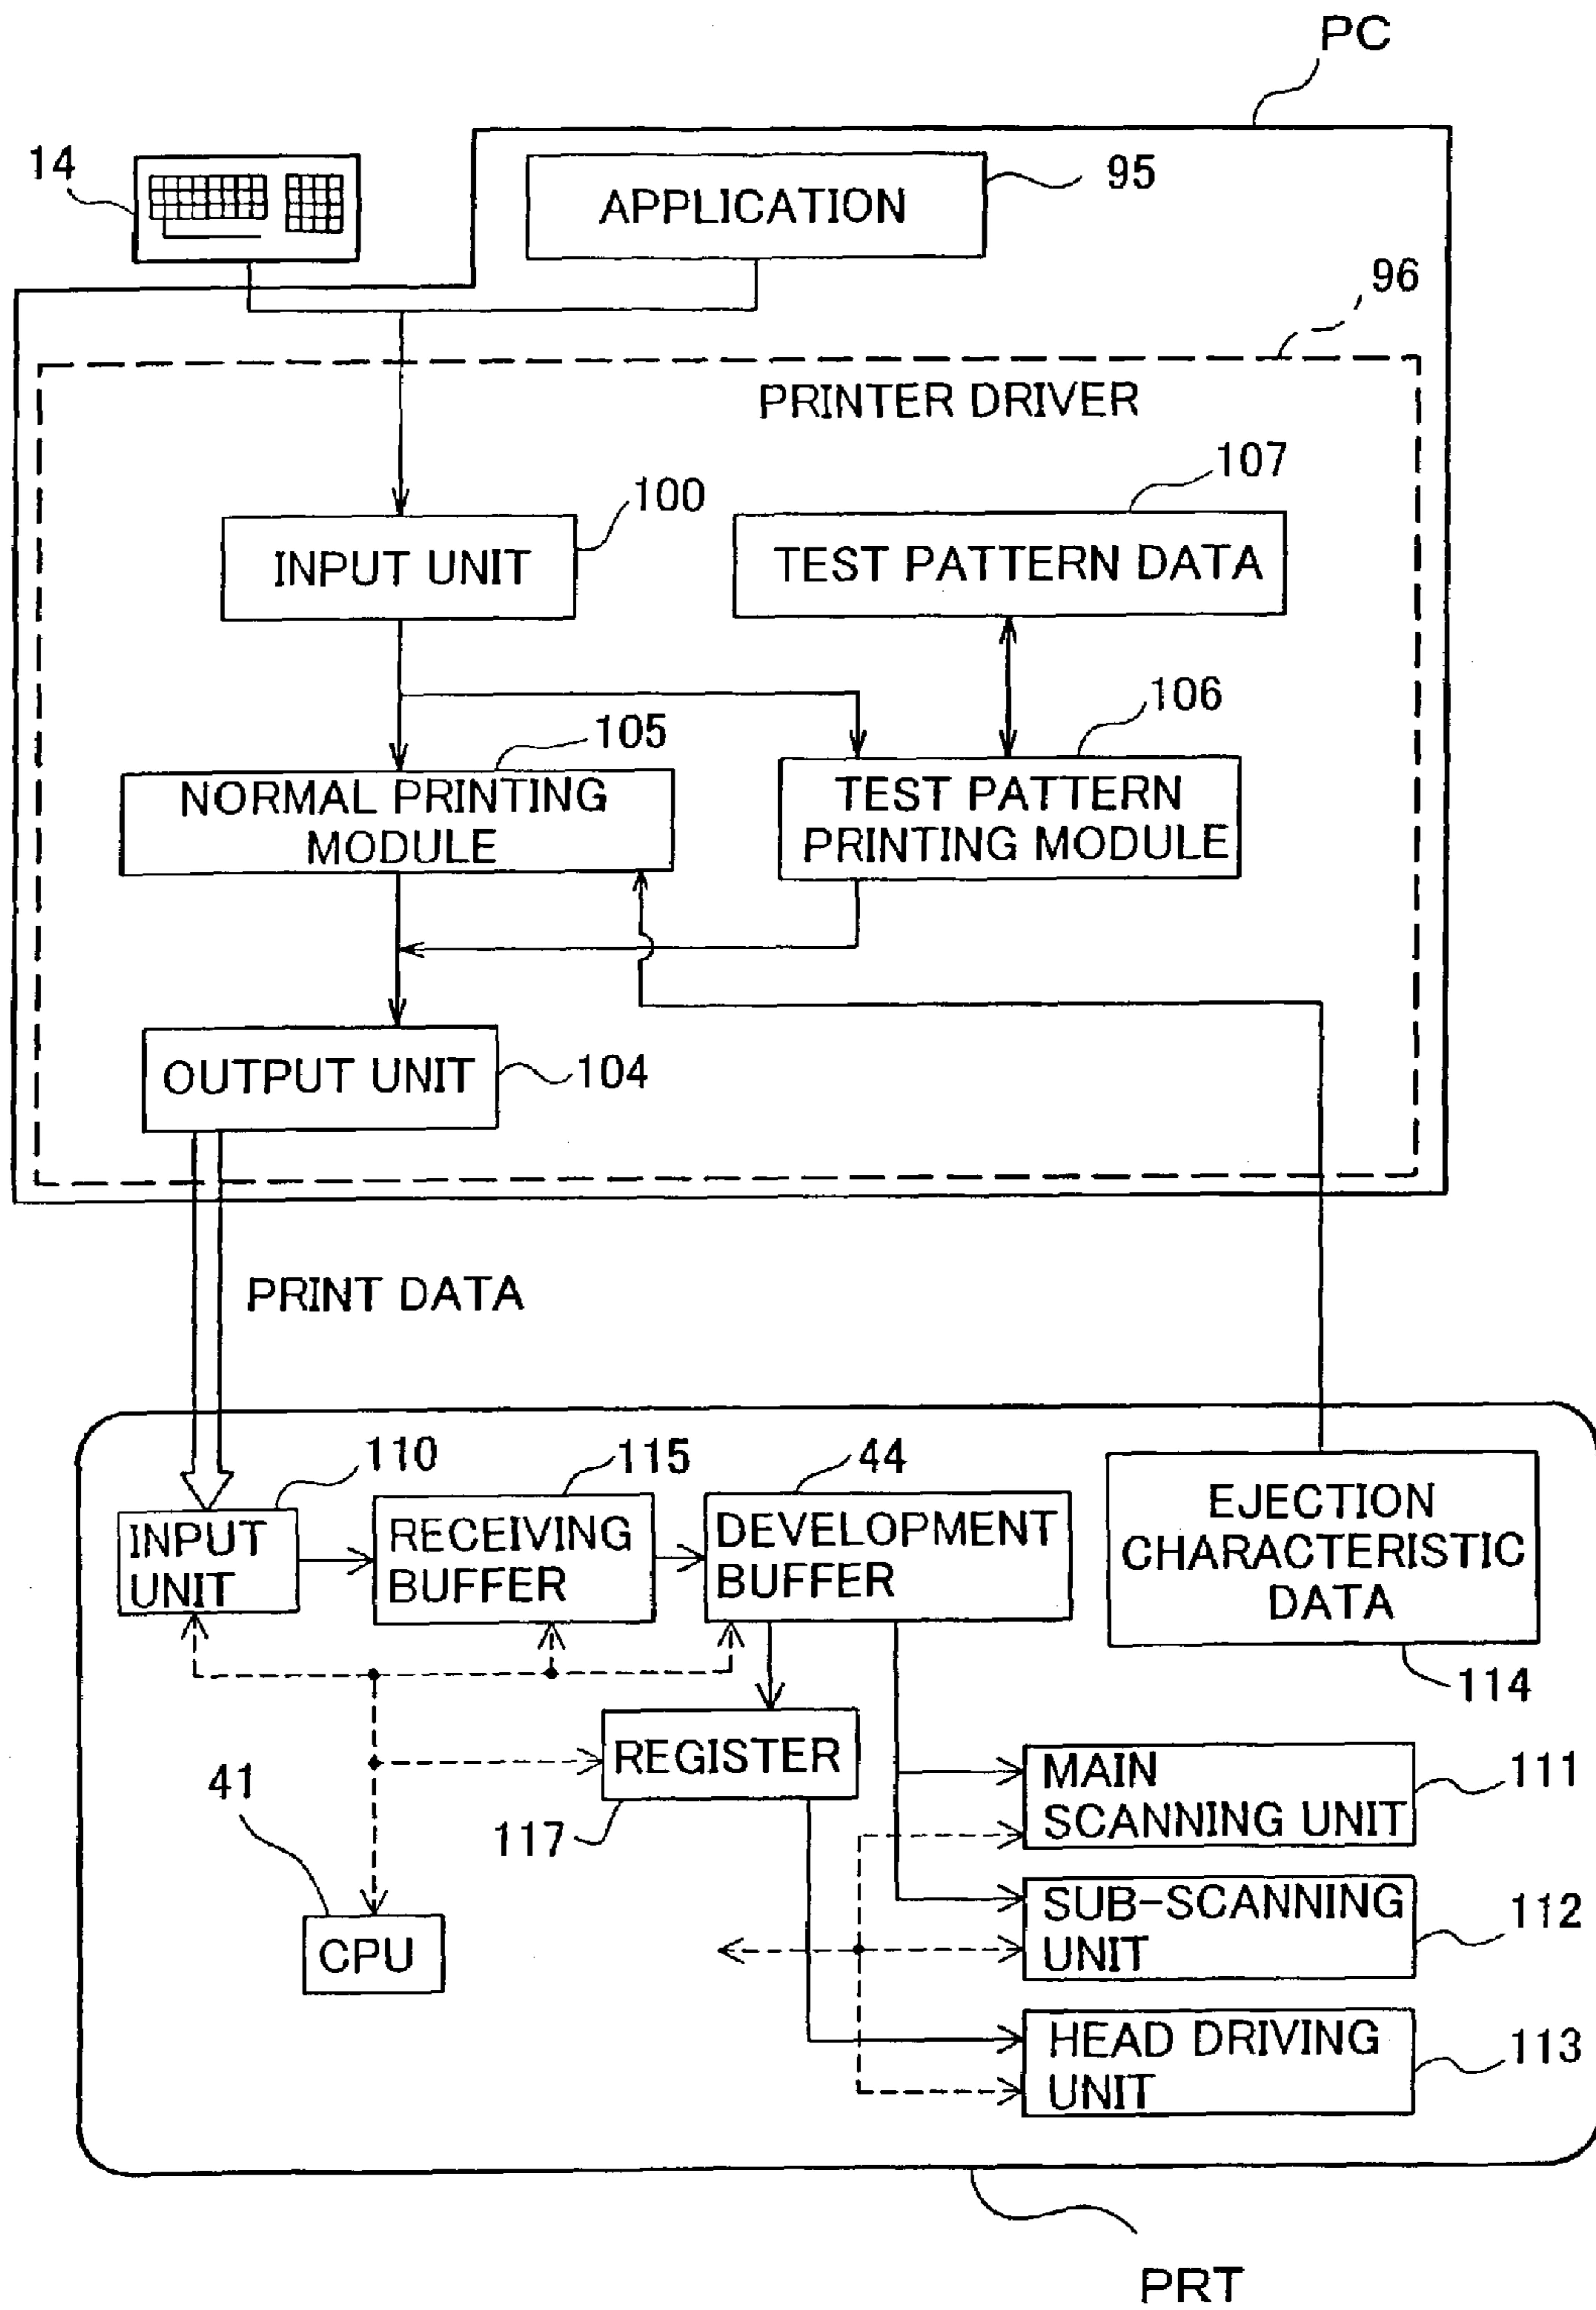 PC
14
APPLICATION
95
96
PRINTER DRIVER
107
100
INPUT UNIT
TEST PATTERN DATA
106
105
NORMAL PRINTING
MODULE
TEST PATTERN
PRINTING MODULE
OUTPUT UNIT
104
PRINT DATA
110
115
44
INPUT
UNIT
RECEIVING
BUFFER
DEVELOPMENT
BUFFER
EJECTION
CHARACTERISTIC
DATA
114
REGISTER
117
41
CPU
MAIN
SCANNING UNIT
111
SUB-SCANNING
UNIT
112
HEAD DRIVING
UNIT
113
PRT